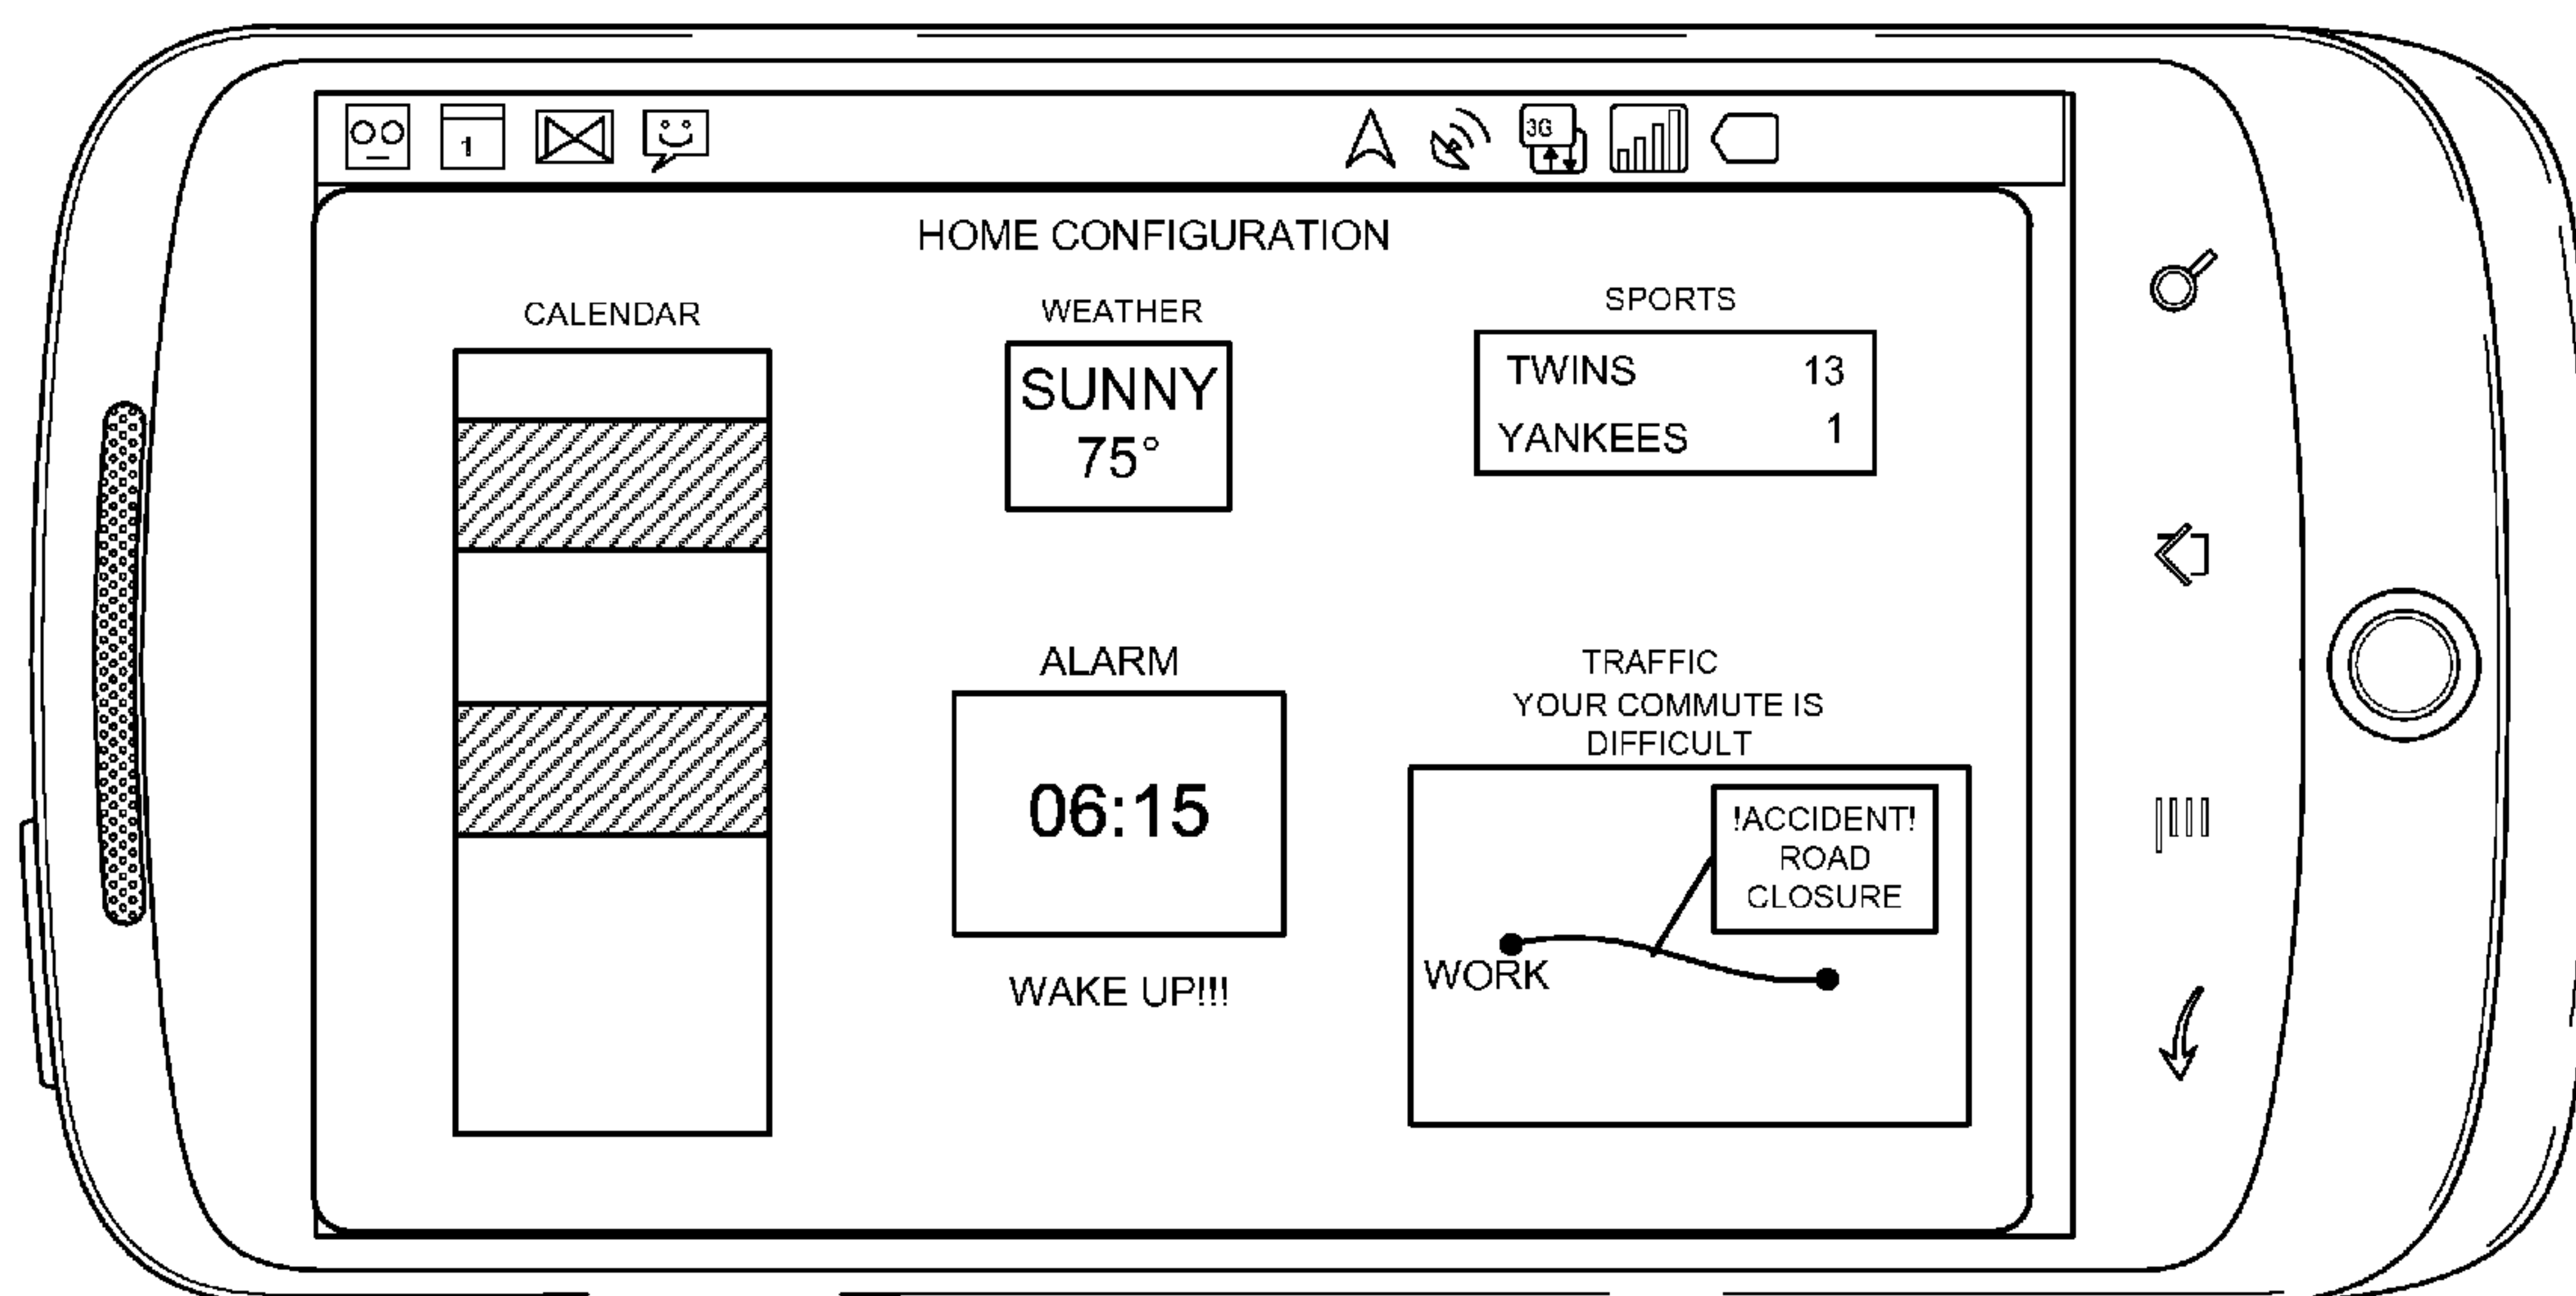 1
3G
HOME CONFIGURATION
CALENDAR
WEATHER
SUNNY
75°
SPORTS
TWINS 13
YANKEES 1
ALARM
06:15
WAKE UP!!!
TRAFFIC
YOUR COMMUTE IS
DIFFICULT
!ACCIDENT!
ROAD
CLOSURE
WORK